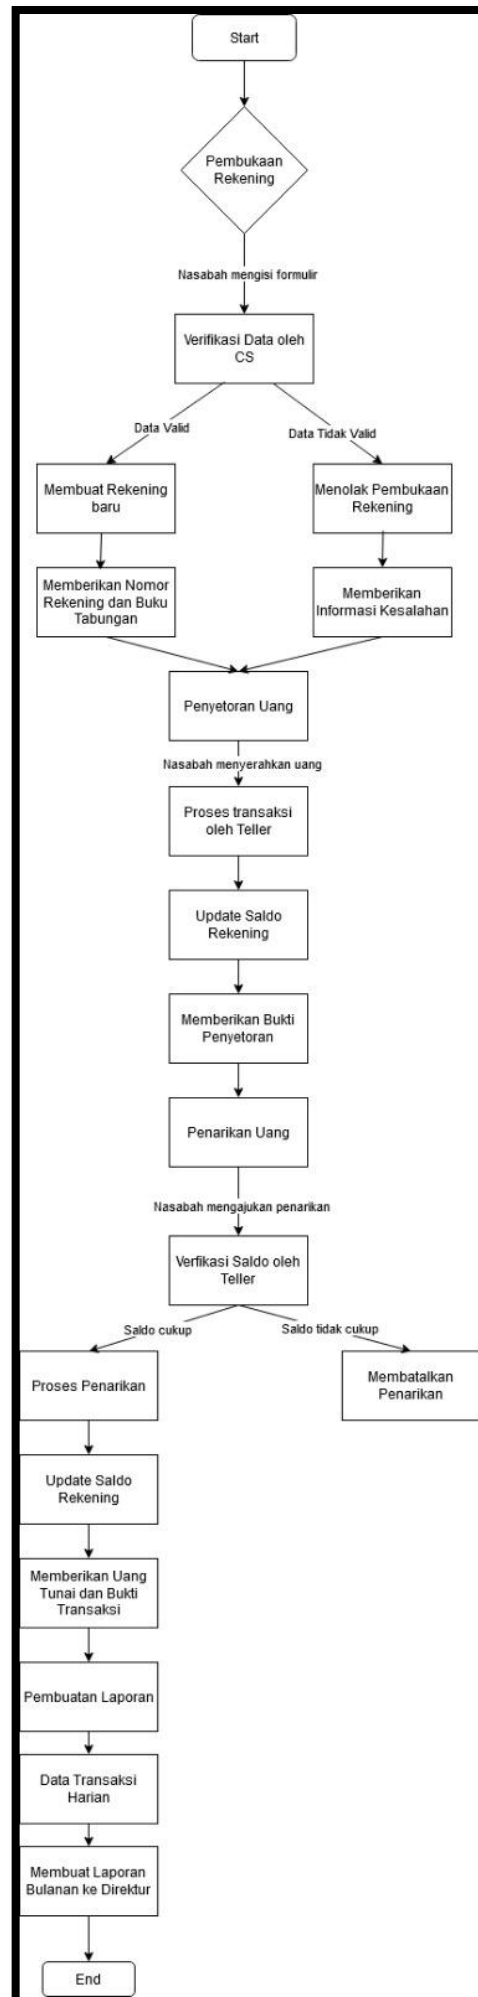 Start
Pembukaan
Rekening
Nasabah mengisi formulir
Verifikasi Data oleh
CS
Data Valid
Data Tidak Valid
Membuat Rekening
baru
Menolak Pembukaan
Rekening
Memberikan Nomor
Rekening dan Buku
Tabungan
Memberikan
Informasi Kesalahan
Penyetoran Uang
Nasabah menyerahkan uang
Proses transaksi
oleh Teller
Update Saldo
Rekening
Memberikan Bukti
Penyetoran
Penarikan Uang
Nasabah mengajukan penarikan
Verfikasi Saldo oleh
Teller
Saldo cukup
Saldo tidak cukup
Proses Penarikan
Membatalkan
Penarikan
Update Saldo
Rekening
Memberikan Uang
Tunai dan Bukti
Transaksi
Pembuatan Laporan
Data Transaksi
Harian
Membuat Laporan
Bulanan ke Direktur
End